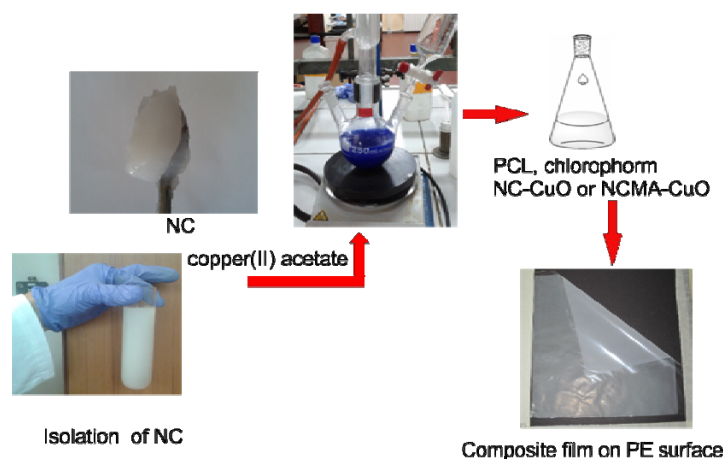 NC
copper(II) acetate
Isolation of NC
250
PCL, chlorophorm
NC-CuO or NCMA-CuO
Composite film on PE surface